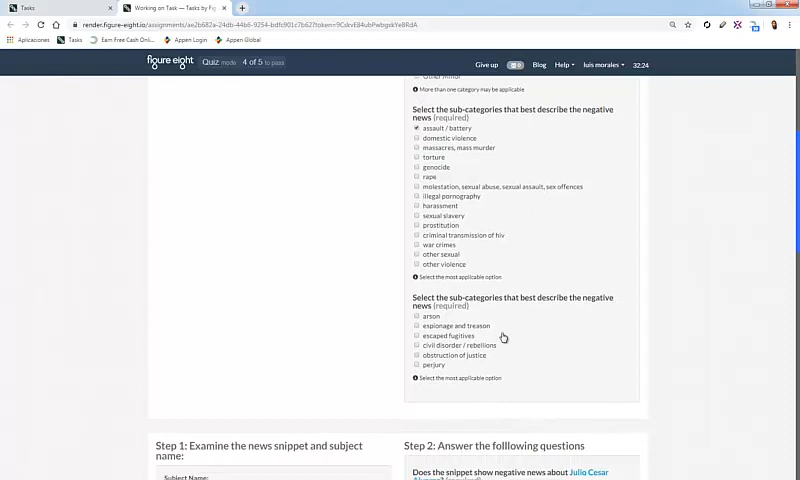 Tasks
Working on Task — Tasks by Fig
render.figure-eight.io/assignments/
Aplicaciones
Tasks
Earn Free Cash Onli...
Appen Login
Appen Global
figure eight
Quiz mode
4 of 5 to pass
Give up
Blog
Help
luis morales
32:24
Other Minor
More than one category may be applicable
Select the sub-categories that best describe the negative
news (required)
assault / battery
domestic violence
massacres, mass murder
torture
genocide
rape
molestation, sexual abuse, sexual assault, sex offences
illegal pornography
harassment
sexual slavery
prostitution
criminal transmission of hiv
war crimes
other sexual
other violence
Select the most applicable option
Select the sub-categories that best describe the negative
news (required)
arson
espionage and treason
escaped fugitives
civil disorder / rebellions
obstruction of justice
perjury
Select the most applicable option
Step 1: Examine the news snippet and subject
name:
Subject Name:
Step 2: Answer the folllowing questions
Does the snippet show negative news about Julio Cesar